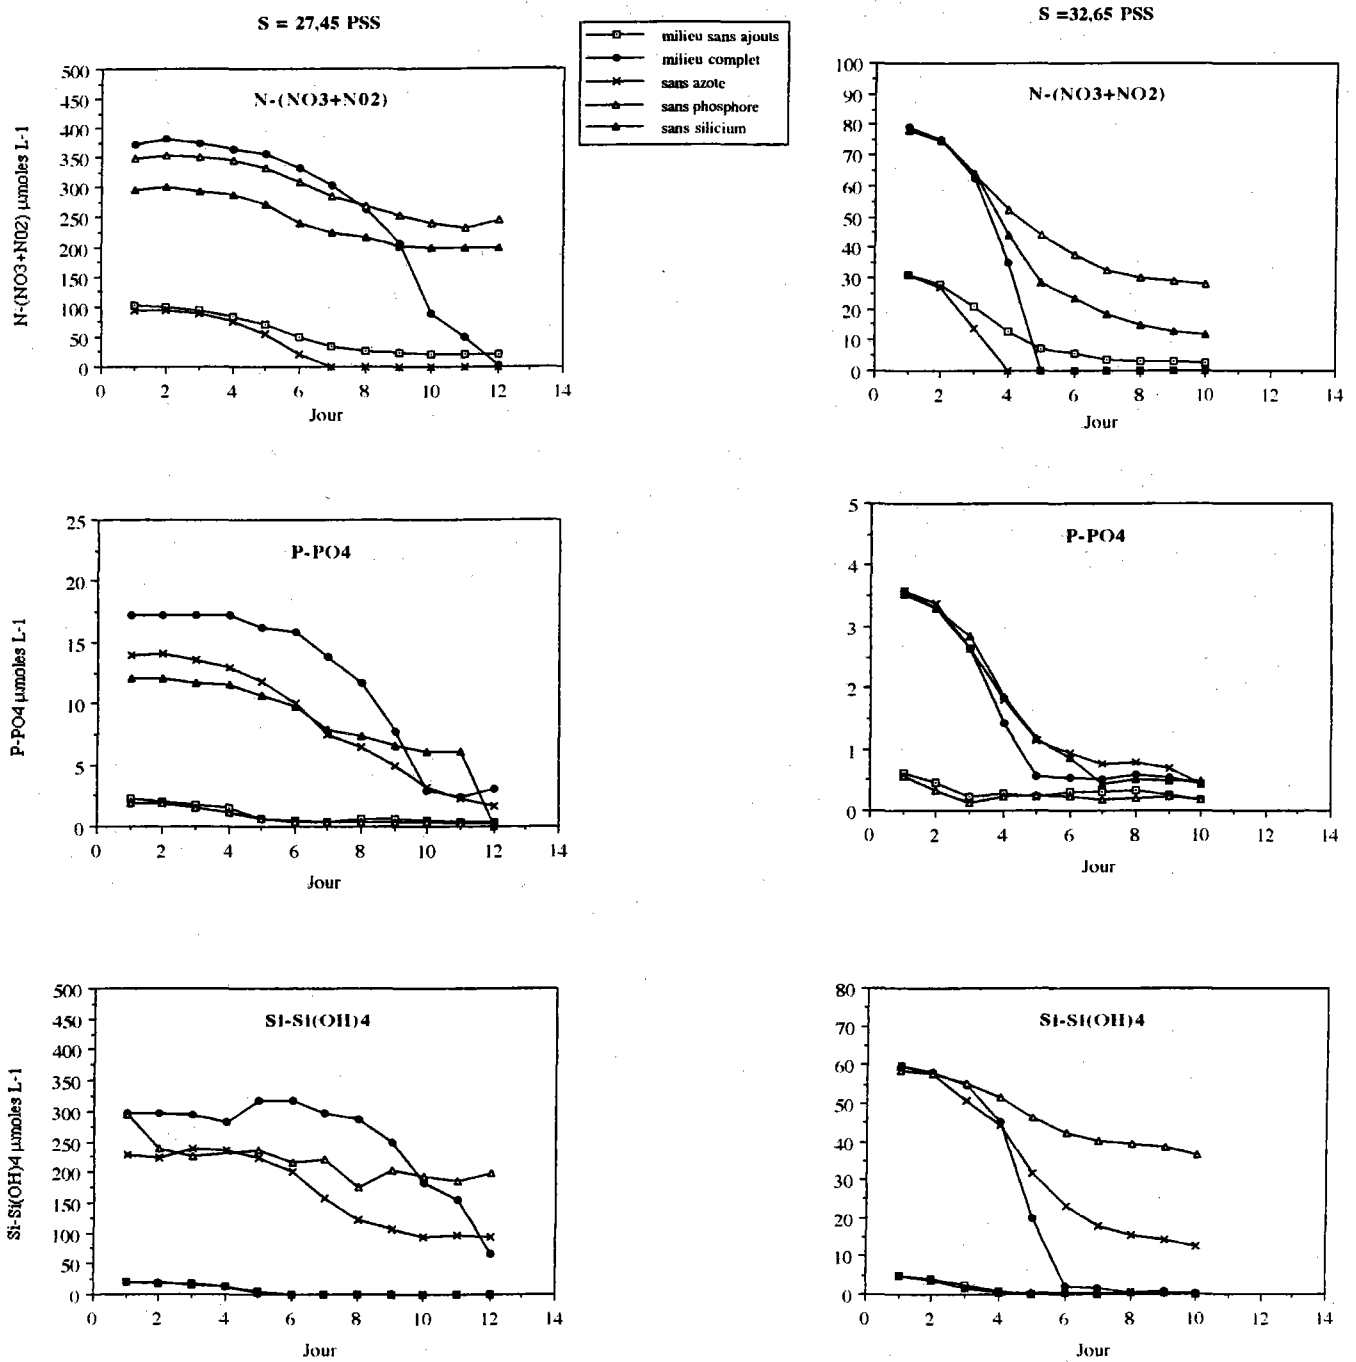 S = 27,45 PSS
S =32,65 PSS
milieu sans ajouts
milieu complet
sans azote
sans phosphore
sans silicium
N-(NO3+N02)
N-(NO3+N02) µmoles L-1
500
450
400
350
300
250
200
150
100
50
0
0 2 4 6 8 10 12 14
Jour
N-(NO3+NO2)
100
90
80
70
60
50
40
30
20
10
0
0 2 4 6 8 10 12 14
Jour
P-PO4
P-PO4 µmoles L-1
25
20
15
10
5
0
0 2 4 6 8 10 12 14
Jour
P-PO4
5
4
3
2
1
0
0 2 4 6 8 10 12 14
Jour
Si-Si(OH)4
Si-Si(OH)4 µmoles L-1
500
450
400
350
300
250
200
150
100
50
0
0 2 4 6 8 10 12 14
Jour
Si-Si(OH)4
80
70
60
50
40
30
20
10
0
0 2 4 6 8 10 12 14
Jour